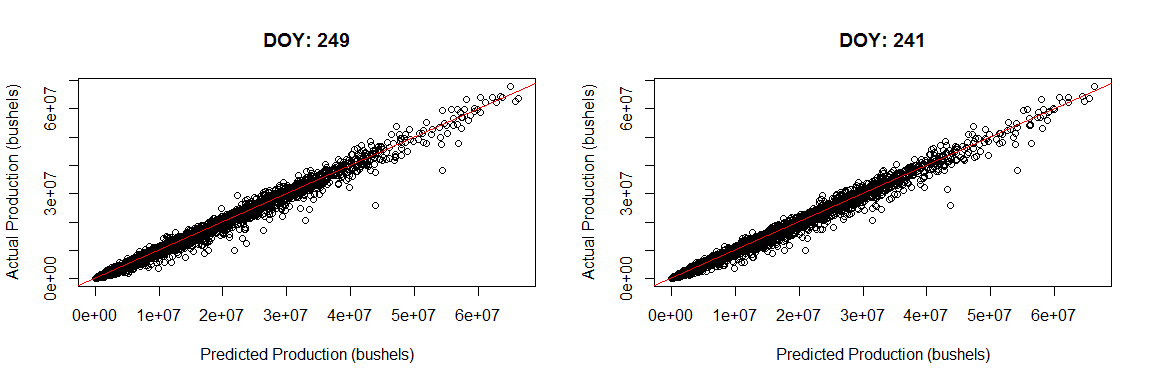 DOY: 249
Actual Production (bushels)
6e+07
3e+07
0e+00
0e+00 1e+07 2e+07 3e+07 4e+07 5e+07 6e+07
Predicted Production (bushels)
DOY: 241
Actual Production (bushels)
6e+07
3e+07
0e+00
0e+00 1e+07 2e+07 3e+07 4e+07 5e+07 6e+07
Predicted Production (bushels)